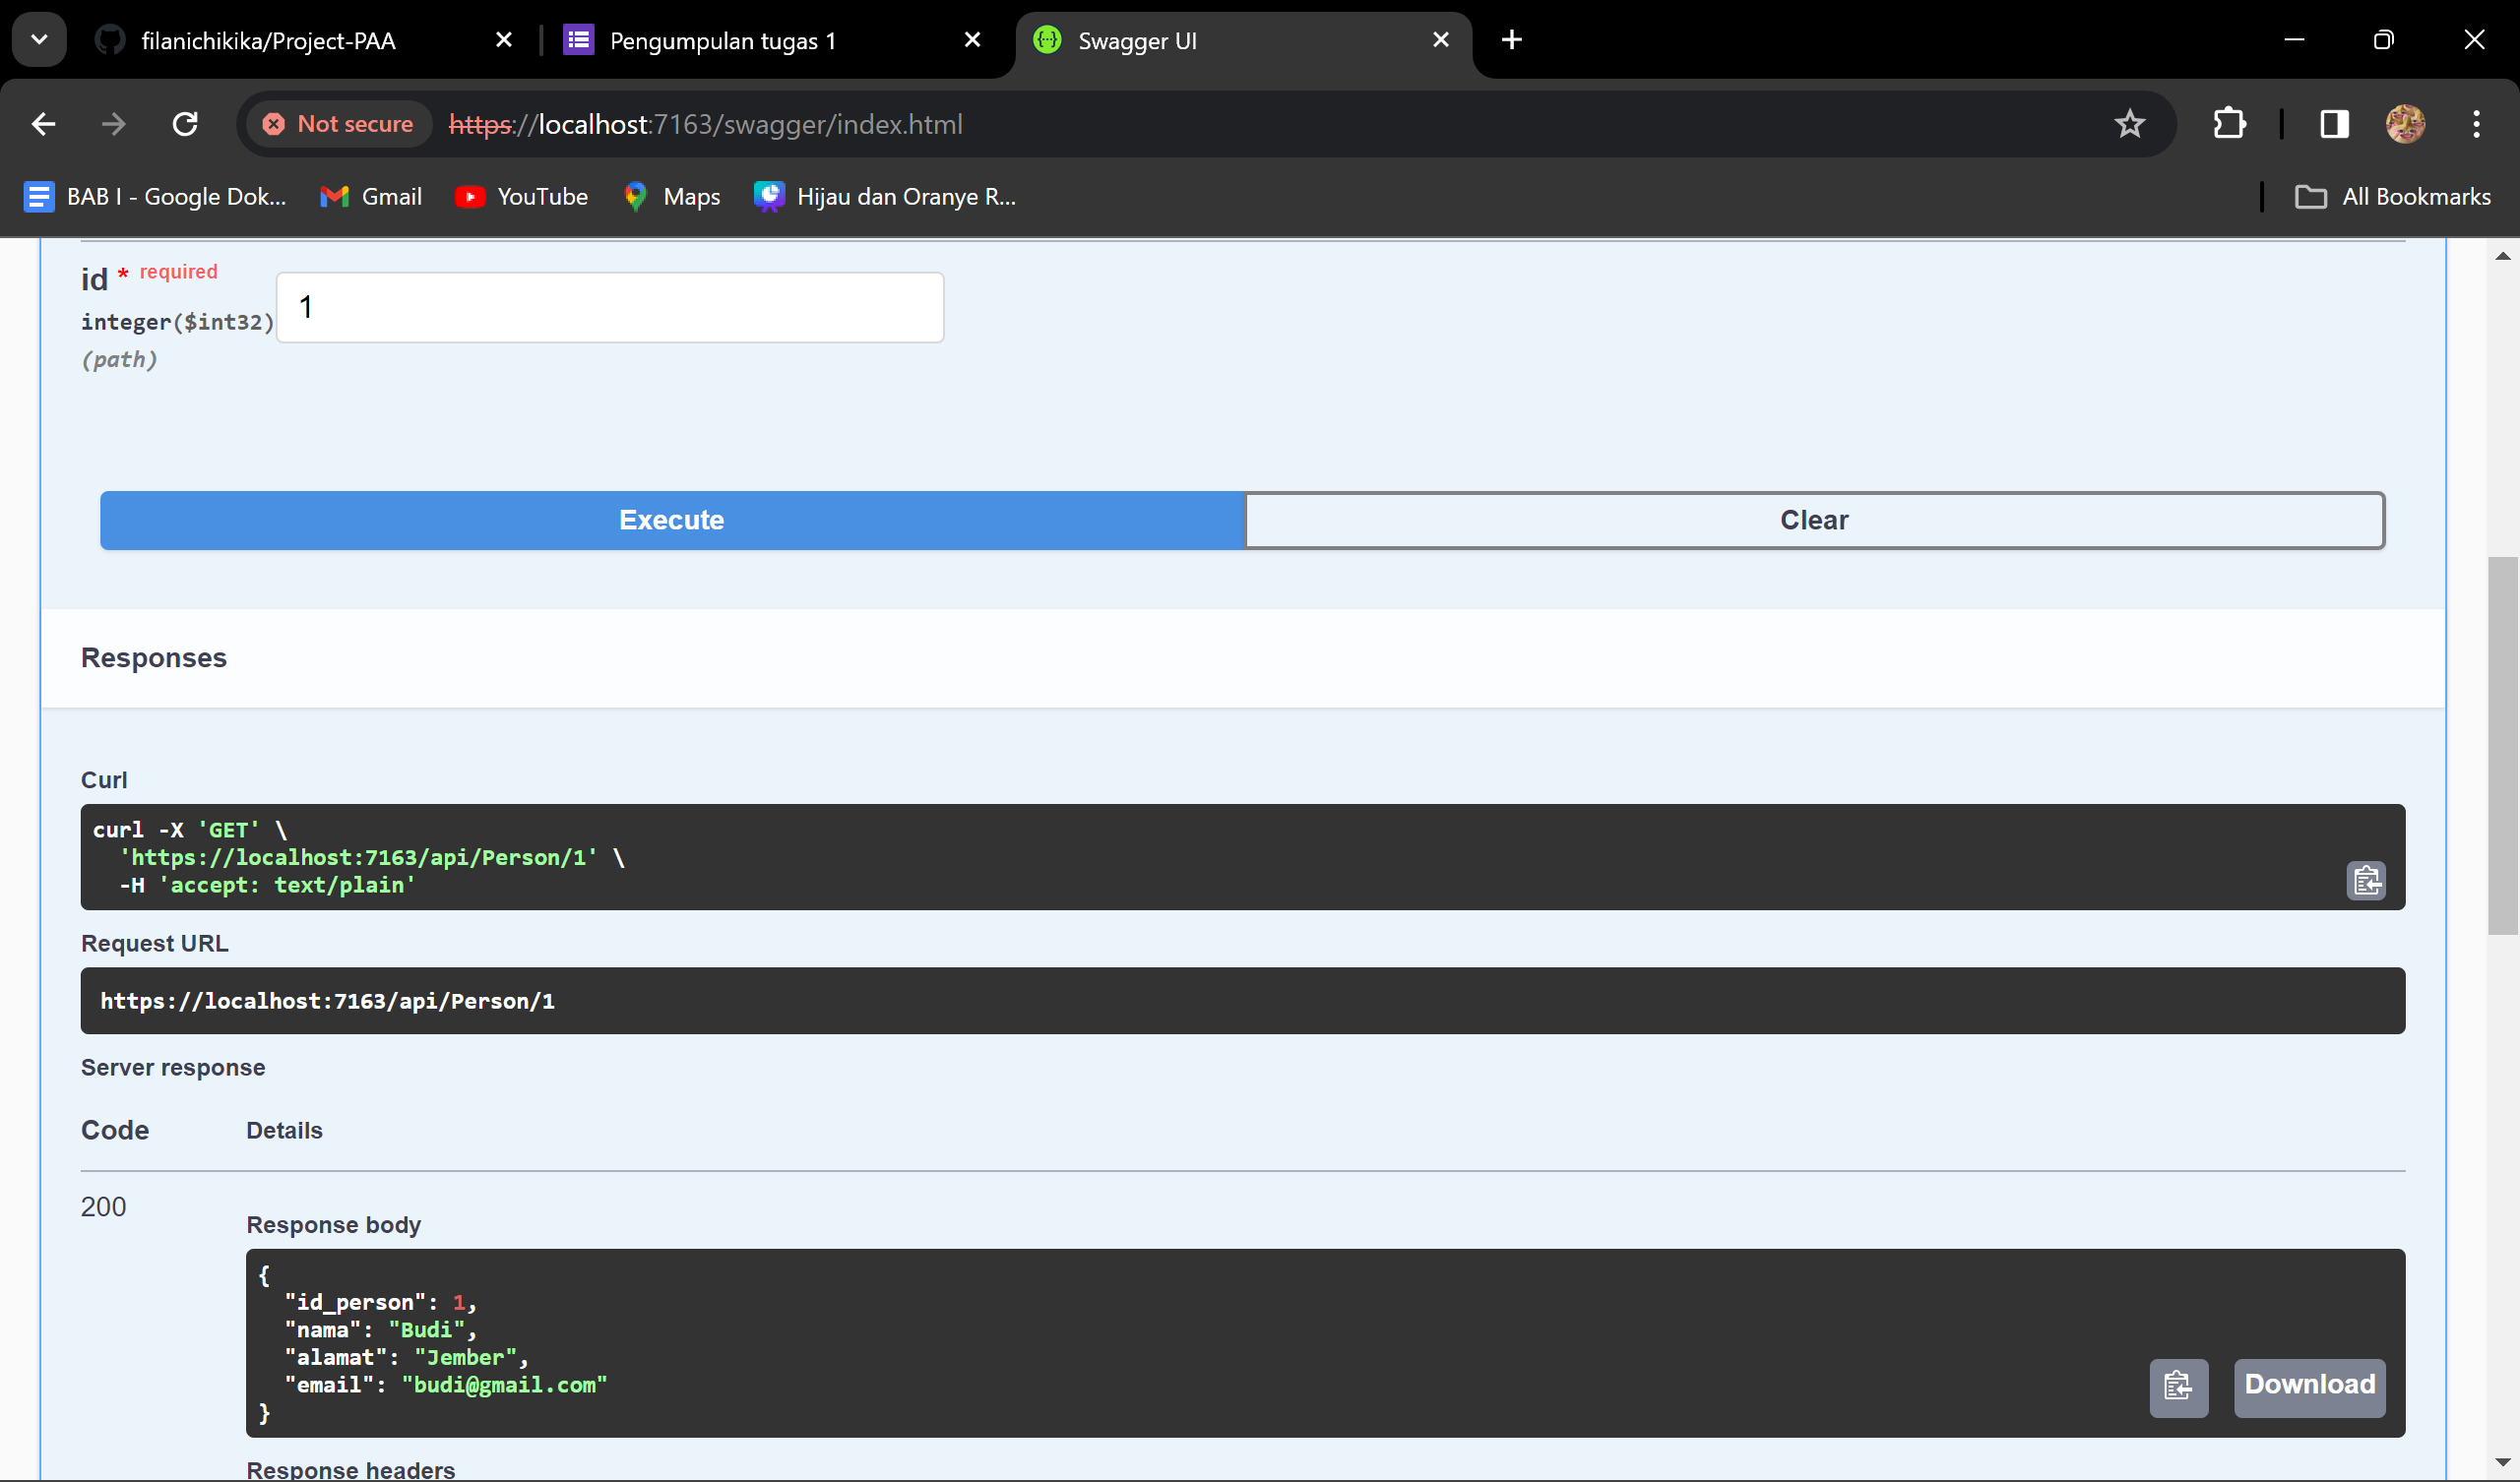 filanichikika/Project-PAA
Pengumpulan tugas 1
Swagger UI
Not secure
https://localhost:7163/swagger/index.html
BAB I - Google Dok...
Gmail
YouTube
Maps
Hijau dan Oranye R...
All Bookmarks
id * required
integer($int32)
(path)
1
Execute
Clear
Responses
Curl
curl -X 'GET' \
'https://localhost:7163/api/Person/1' \
-H 'accept: text/plain'
Request URL
https://localhost:7163/api/Person/1
Server response
Code
Details
200
Response body
{
"id_person": 1,
"nama": "Budi",
"alamat": "Jember",
"email": "budi@gmail.com"
}
Download
Response headers